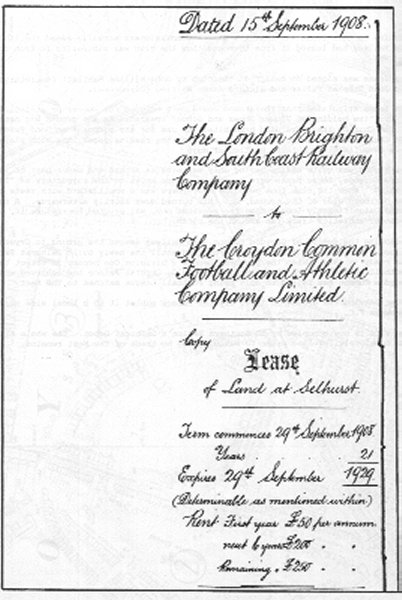 Dated 15th September 1908.
The London Brighton
and South Coast Railway
Company
to
The Croydon Common
Football and Athletic
Company Limited.
Copy
Lease
of Land at Selhurst.
Term commences 29th September 1908
Years . . . . 21
Expires 29th September 1929
(Determinable as mentioned within)
Rent First year £50 per annum
next 6 years £200 " "
Remaining " £250 " "